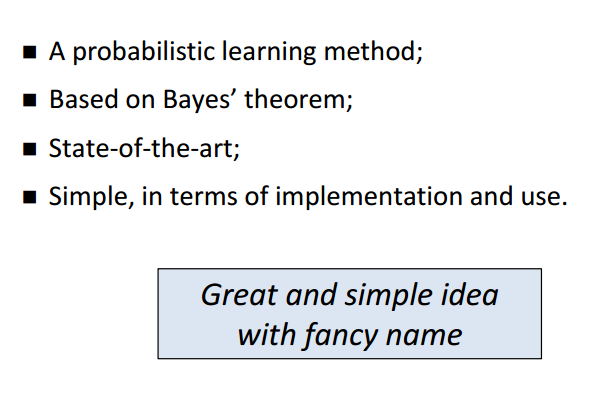 ■ A probabilistic learning method;
■ Based on Bayes’ theorem;
■ State-of-the-art;
■ Simple, in terms of implementation and use.
Great and simple idea
with fancy name